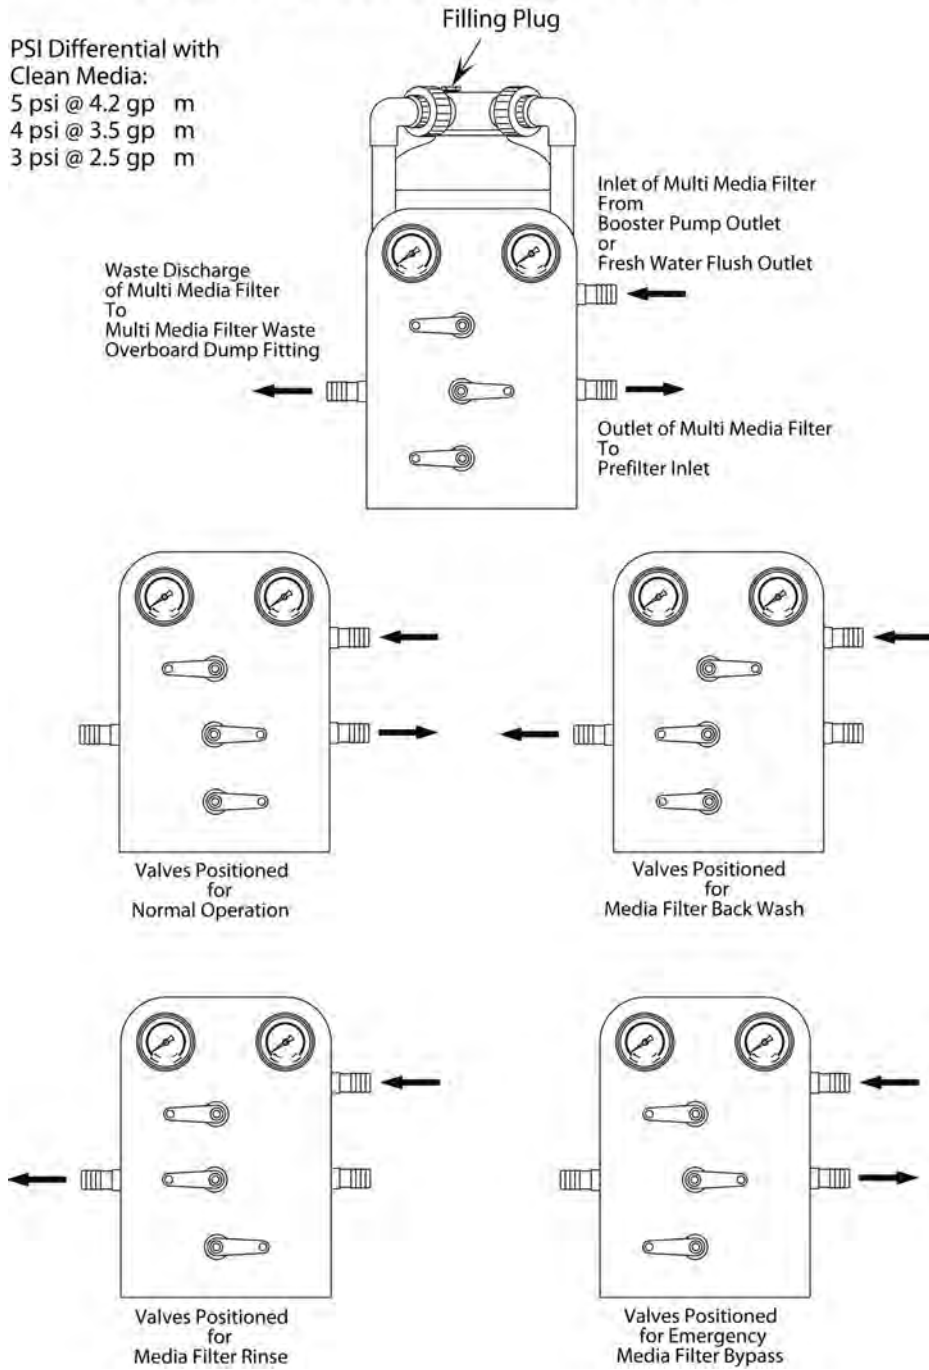 Filling Plug
PSI Differential with
Clean Media:
5 psi @ 4.2 gp m
4 psi @ 3.5 gp m
3 psi @ 2.5 gp m
Inlet of Multi Media Filter
From
Booster Pump Outlet
or
Fresh Water Flush Outlet
Waste Discharge
of Multi Media Filter
To
Multi Media Filter Waste
Overboard Dump Fitting
Outlet of Multi Media Filter
To
Prefilter Inlet
Valves Positioned
for
Normal Operation
Valves Positioned
for
Media Filter Back Wash
Valves Positioned
for
Media Filter Rinse
Valves Positioned
for Emergency
Media Filter Bypass